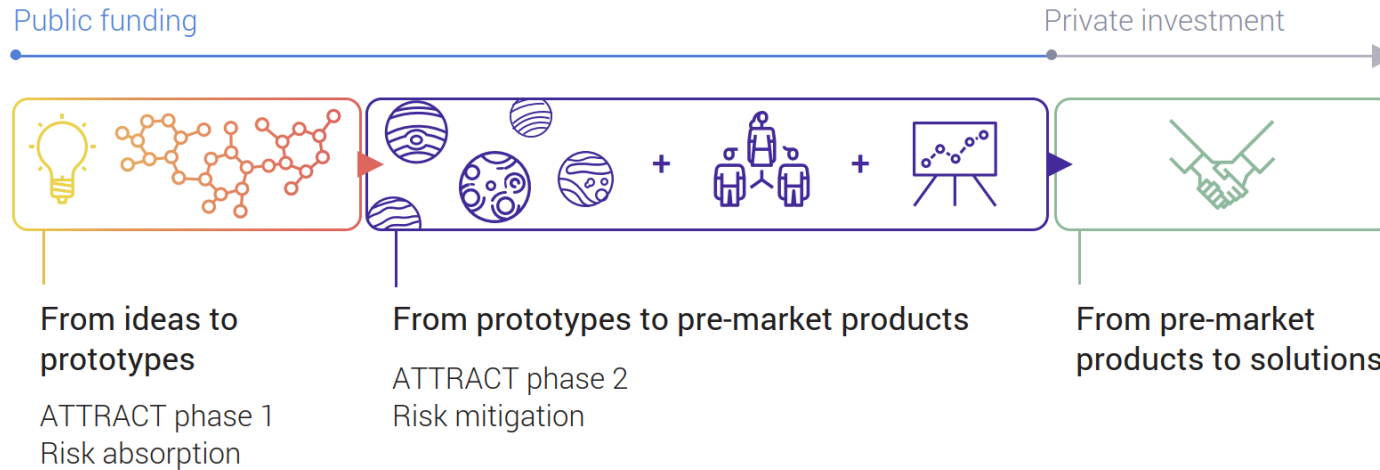 Public funding
Private investment
From ideas to
prototypes
ATTRACT phase 1
Risk absorption
From prototypes to pre-market products
ATTRACT phase 2
Risk mitigation
From pre-market
products to solutions